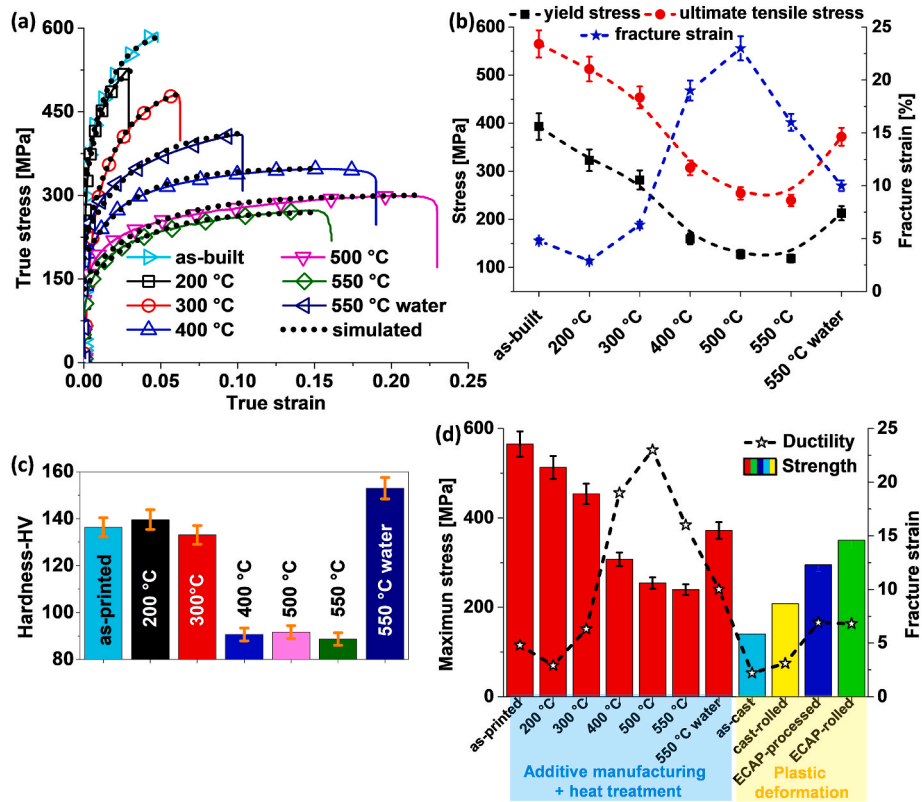 (a)
600
450
300
150
0
True stress [MPa]
as-built
200 °C
300 °C
400 °C
500 °C
550 °C
550 °C water
simulated
0.00 0.05 0.10 0.15 0.20 0.25
True strain
(b)
yield stress
ultimate tensile stress
fracture strain
600
500
400
300
200
100
Stress [MPa]
25
20
15
10
5
0
Fracture strain [%]
as-built
200 °C
300 °C
400 °C
500 °C
550 °C
550 °C water
(c)
160
140
120
100
80
Hardness-HV
as-printed
200 °C
300°C
400 °C
500 °C
550 °C
550 °C water
(d)
Ductility
Strength
600
400
200
0
Maximun stress [MPa]
25
20
15
10
5
0
Fracture strain
as-printed
200 °C
300 °C
400 °C
500 °C
550 °C
550 °C water
as-cast
cast-rolled
ECAP-processed
ECAP-rolled
Additive manufacturing
+ heat treatment
Plastic
deformation